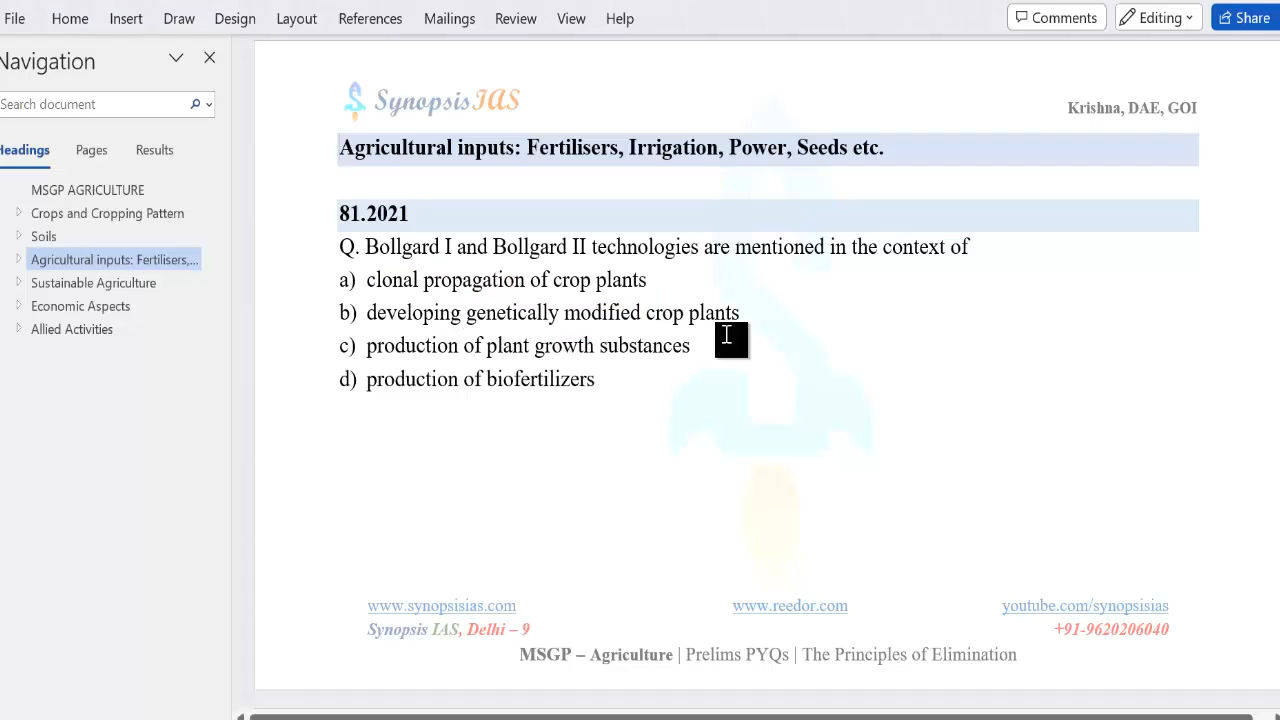 File Home Insert Draw Design Layout References Mailings Review View Help Comments Editing Share
Navigation
Search document
Headings Pages Results
MSGP AGRICULTURE
Crops and Cropping Pattern
Soils
Agricultural inputs: Fertilisers,...
Sustainable Agriculture
Economic Aspects
Allied Activities
SynopsisIAS
Krishna, DAE, GOI
Agricultural inputs: Fertilisers, Irrigation, Power, Seeds etc.
81.2021
Q. Bollgard I and Bollgard II technologies are mentioned in the context of
a) clonal propagation of crop plants
b) developing genetically modified crop plants
c) production of plant growth substances
d) production of biofertilizers
www.synopsisias.com www.reedor.com youtube.com/synopsisias
Synopsis IAS, Delhi – 9 +91-9620206040
MSGP – Agriculture | Prelims PYQs | The Principles of Elimination